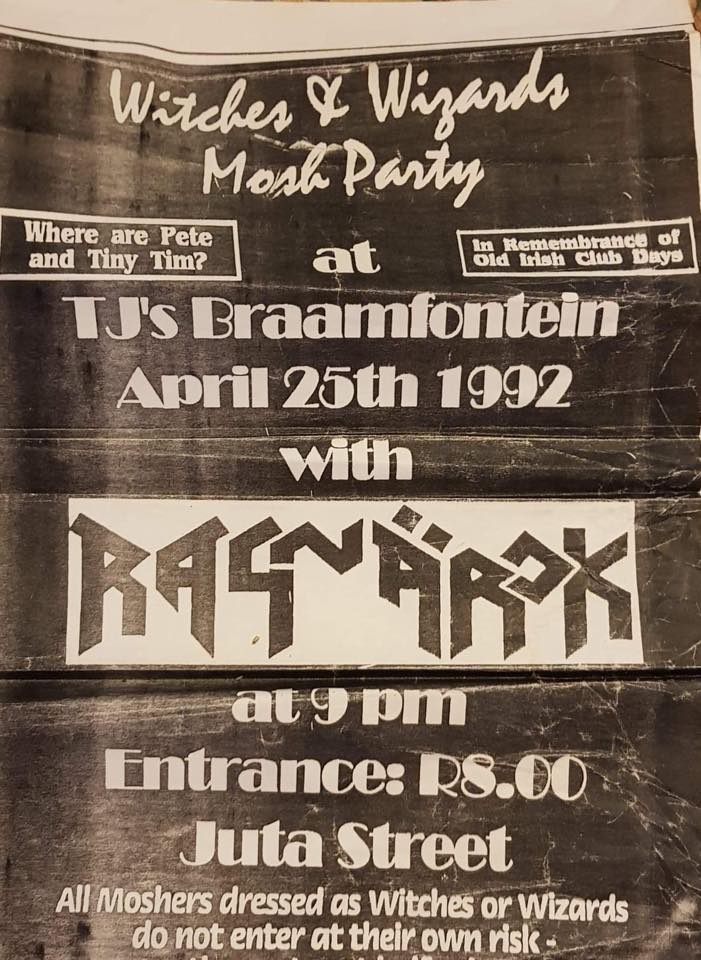 Witches & Wizards
Mosh Party
Where are Pete
and Tiny Tim?
In Remembrance of
Old Irish Club Days
at
TJ's Braamfontein
April 25th 1992
with
RAGNÄROK
at 9 pm
Entrance: R8.00
Juta Street
All Moshers dressed as Witches or Wizards
do not enter at their own risk -